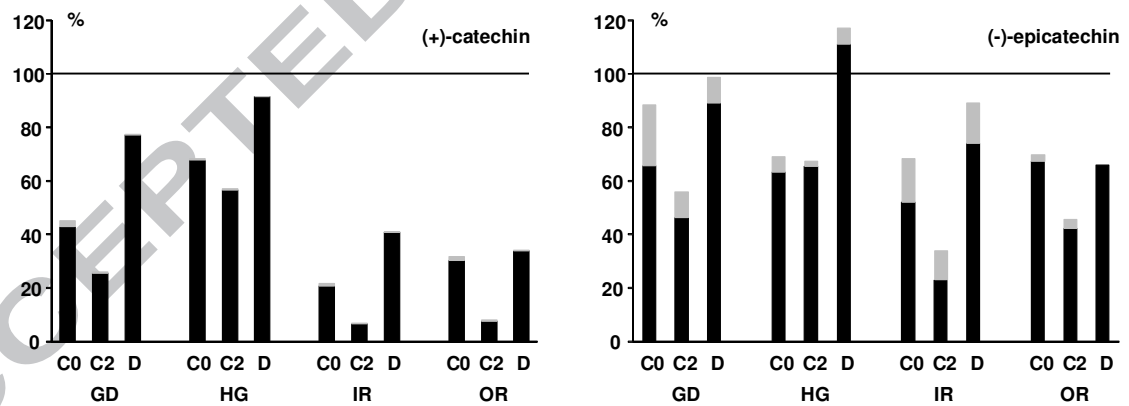 %
(+)-catechin
120
100
80
60
40
20
0
C0 C2 D C0 C2 D C0 C2 D C0 C2 D
GD HG IR OR
%
(-)-epicatechin
120
100
80
60
40
20
0
C0 C2 D C0 C2 D C0 C2 D C0 C2 D
GD HG IR OR
CCEPTED